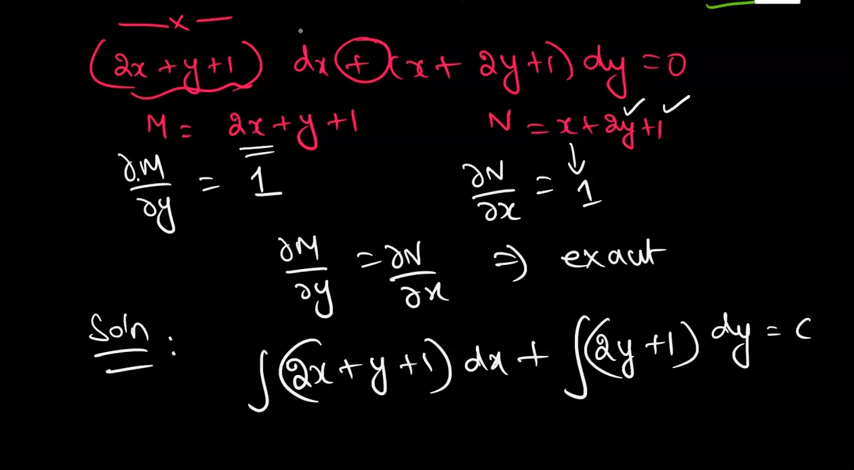 (2x + y + 1) dx + (x + 2y + 1) dy = 0
M = 2x + y + 1 N = x + 2y + 1
∂M/∂y = 1 ∂N/∂x = 1
∂M/∂y = ∂N/∂x ⇒ exact
Soln : ∫(2x + y + 1) dx + ∫(2y + 1) dy = C